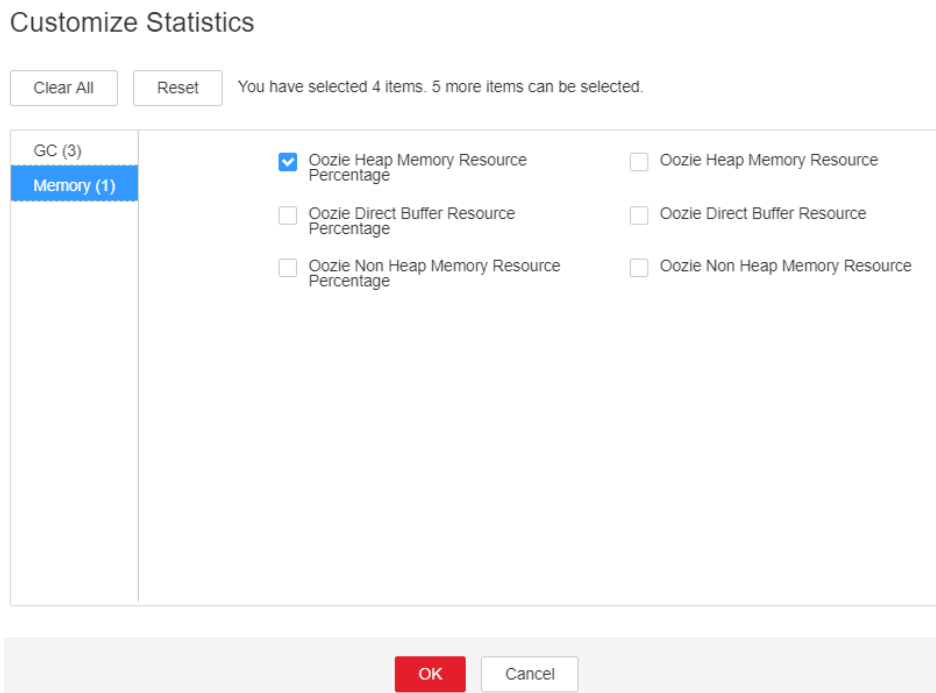 Customize Statistics
Clear All
Reset
You have selected 4 items. 5 more items can be selected.
GC (3)
Memory (1)
Oozie Heap Memory Resource
Percentage
Oozie Heap Memory Resource
Oozie Direct Buffer Resource
Percentage
Oozie Direct Buffer Resource
Oozie Non Heap Memory Resource
Percentage
Oozie Non Heap Memory Resource
OK
Cancel